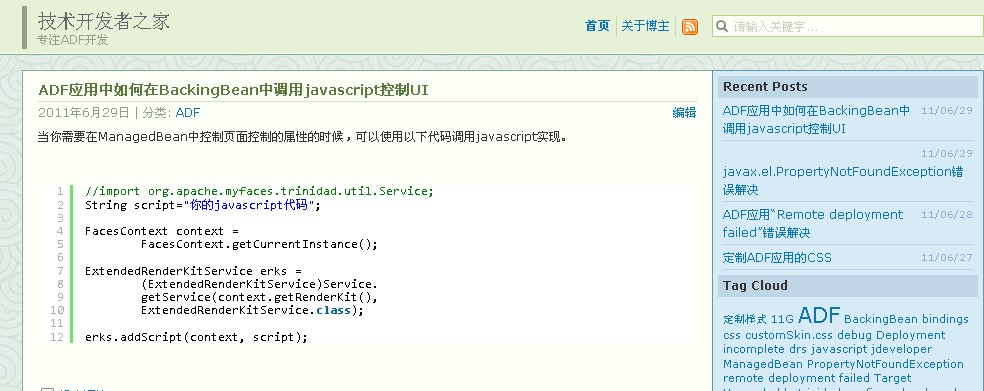 技术开发者之家
专注ADF开发
首页
关于博主
请输入关键字...
ADF应用中如何在BackingBean中调用javascript控制UI
2011年6月29日 | 分类: ADF
编辑
当你需要在ManagedBean中控制页面控制的属性的时候，可以使用以下代码调用javascript实现。
1 //import org.apache.myfaces.trinidad.util.Service;
2 String script="你的javascript代码";
3
4 FacesContext context =
5 FacesContext.getCurrentInstance();
6
7 ExtendedRenderKitService erks =
8 (ExtendedRenderKitService)Service.
9 getService(context.getRenderKit(),
10 ExtendedRenderKitService.class);
11
12 erks.addScript(context, script);
Recent Posts
ADF应用中如何在BackingBean中 11/06/29
调用javascript控制UI
11/06/29
javax.el.PropertyNotFoundException错
误解决
ADF应用“Remote deployment 11/06/28
failed”错误解决
定制ADF应用的CSS 11/06/27
Tag Cloud
定制样式 11G ADF BackingBean bindings
css customSkin.css debug Deployment
incomplete drs javascript jdeveloper
ManagedBean PropertyNotFoundException
remote deployment failed Target